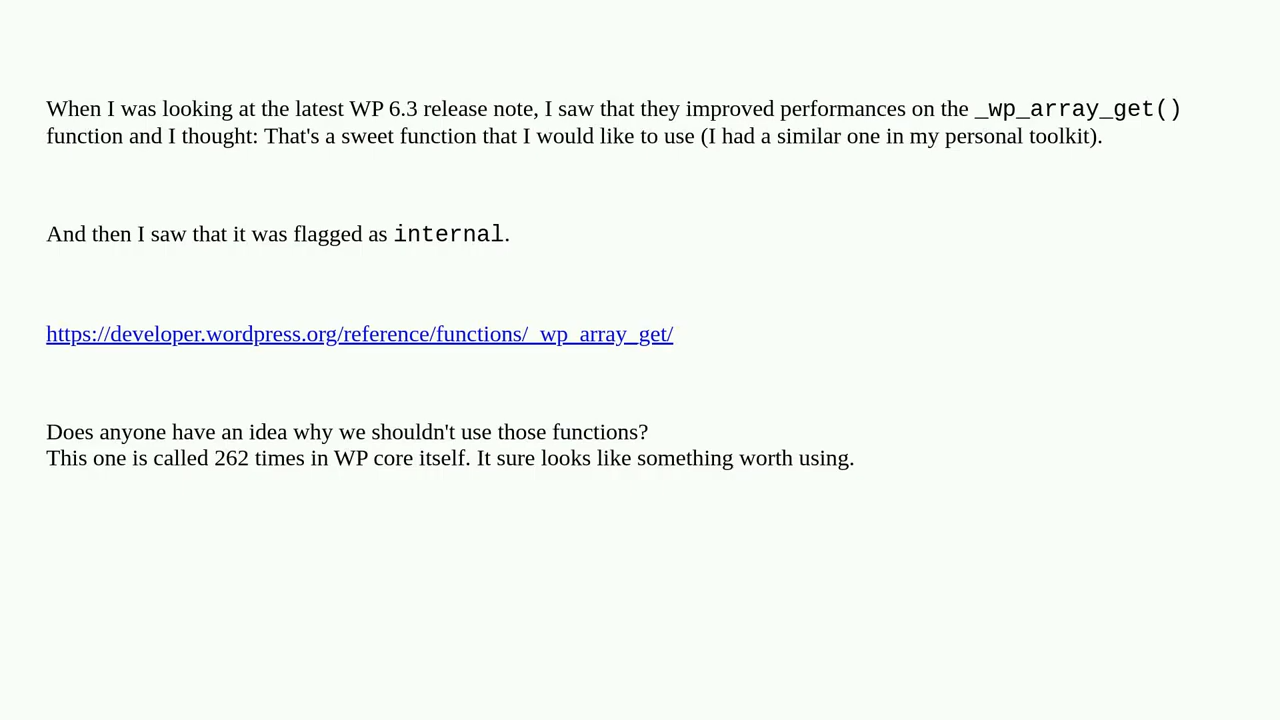 When I was looking at the latest WP 6.3 release note, I saw that they improved performances on the _wp_array_get()
function and I thought: That's a sweet function that I would like to use (I had a similar one in my personal toolkit).
And then I saw that it was flagged as internal.
https://developer.wordpress.org/reference/functions/_wp_array_get/
Does anyone have an idea why we shouldn't use those functions?
This one is called 262 times in WP core itself. It sure looks like something worth using.